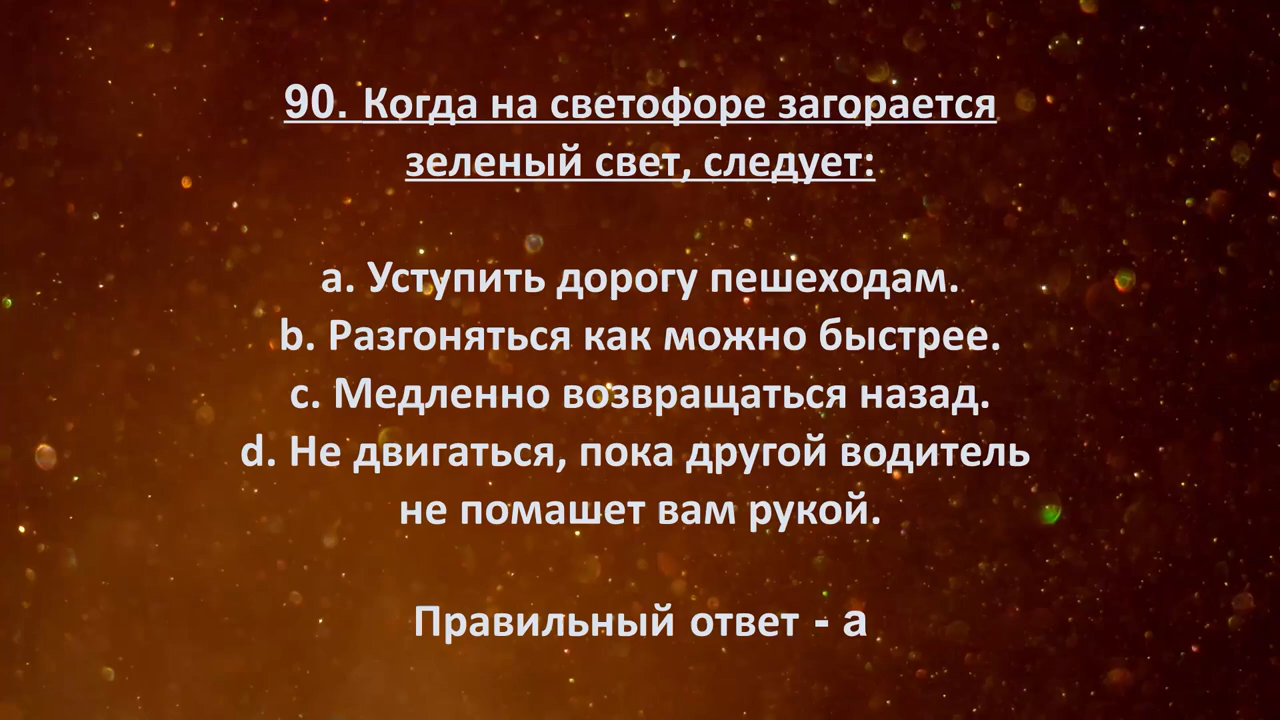 90. Когда на светофоре загорается
зеленый свет, следует:
a. Уступить дорогу пешеходам.
b. Разгоняться как можно быстрее.
c. Медленно возвращаться назад.
d. Не двигаться, пока другой водитель
не помашет вам рукой.
Правильный ответ - a